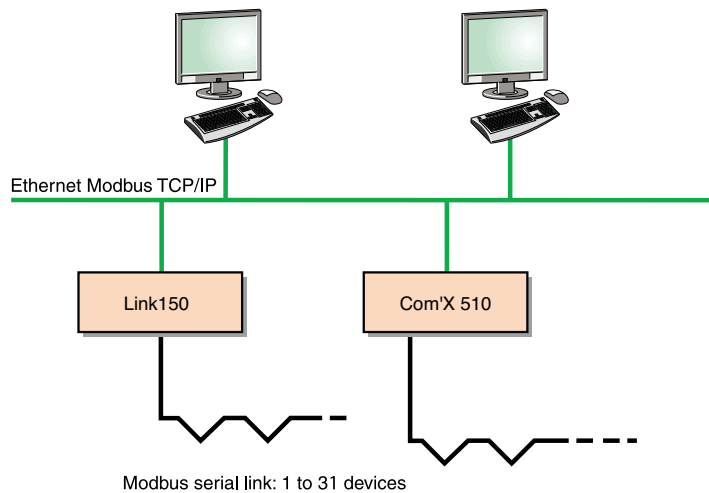 Ethernet Modbus TCP/IP
Link150
Com'X 510
Modbus serial link: 1 to 31 devices